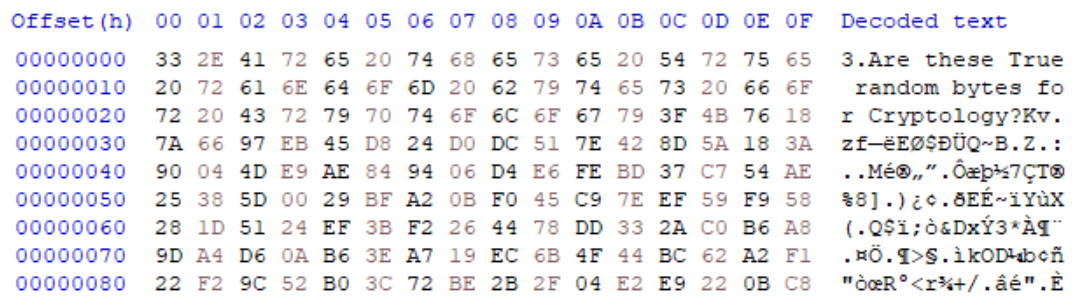 Offset(h) 00 01 02 03 04 05 06 07 08 09 0A 0B 0C 0D 0E 0F Decoded text
00000000 33 2E 41 72 65 20 74 68 65 73 65 20 54 72 75 65 3.Are these True
00000010 20 72 61 6E 64 6F 6D 20 62 79 74 65 73 20 66 6F random bytes fo
00000020 72 20 43 72 79 70 74 6F 6C 6F 67 79 3F 4B 76 18 r Cryptology?Kv.
00000030 7A 66 97 EB 45 D8 24 D0 DC 51 7E 42 8D 5A 18 3A zf—ëEØ$ÐÜQ~B.Z.:
00000040 90 04 4D E9 AE 84 94 06 D4 E6 FE BD 37 C7 54 AE ..Mé®„”.Ôæþ½7ÇT®
00000050 25 38 5D 00 29 BF A2 0B F0 45 C9 7E EF 59 F9 58 %8].)¿¢.ðEÉ~ïYùX
00000060 28 1D 51 24 EF 3B F2 26 44 78 DD 33 2A C0 B6 A8 (.Q$ï;ò&DxÝ3*À¶¨
00000070 9D A4 D6 0A B6 3E A7 19 EC 6B 4F 44 BC 62 A2 F1 .¤Ö.¶>§.ìkOD¼b¢ñ
00000080 22 F2 9C 52 B0 3C 72 BE 2B 2F 04 E2 E9 22 0B C8 "òœR°<r¾+/.âé".È